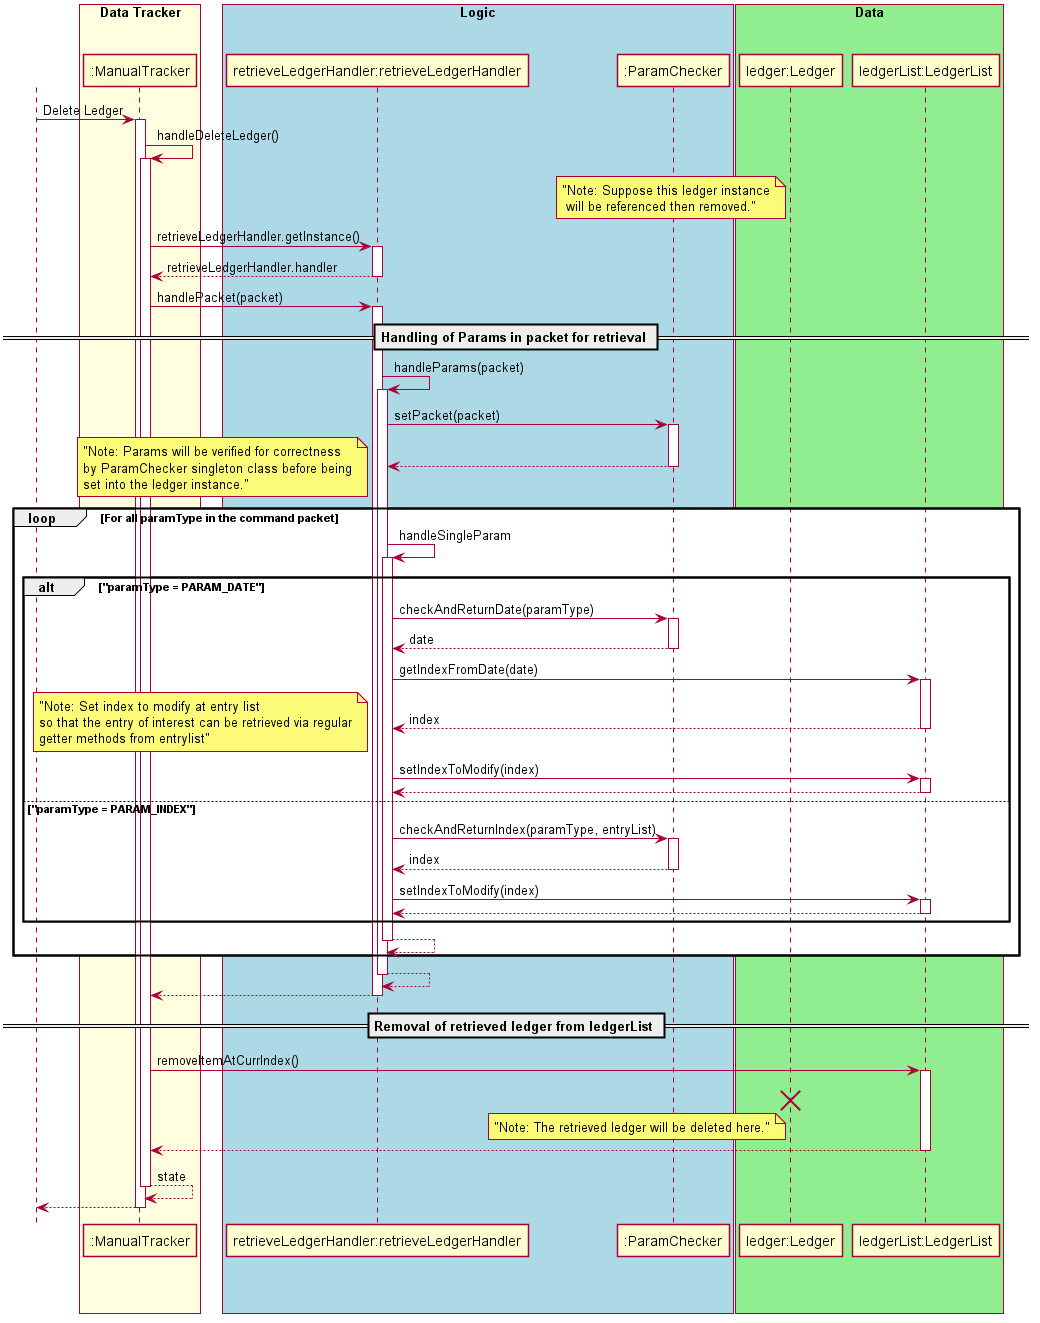 Data Tracker
Logic
Data
:ManualTracker
retrieveLedgerHandler:retrieveLedgerHandler
:ParamChecker
ledger:Ledger
ledgerList:LedgerList
Delete Ledger
handleDeleteLedger()
"Note: Suppose this ledger instance
will be referenced then removed."
retrieveLedgerHandler.getInstance()
retrieveLedgerHandler.handler
handlePacket(packet)
Handling of Params in packet for retrieval
handleParams(packet)
setPacket(packet)
"Note: Params will be verified for correctness
by ParamChecker singleton class before being
set into the ledger instance."
loop
[For all paramType in the command packet]
handleSingleParam
alt
["paramType = PARAM_DATE"]
checkAndReturnDate(paramType)
date
getIndexFromDate(date)
"Note: Set index to modify at entry list
so that the entry of interest can be retrieved via regular
getter methods from entrylist"
index
setIndexToModify(index)
["paramType = PARAM_INDEX"]
checkAndReturnIndex(paramType, entryList)
index
setIndexToModify(index)
Removal of retrieved ledger from ledgerList
removeItemAtCurrIndex()
"Note: The retrieved ledger will be deleted here."
state
:ManualTracker
retrieveLedgerHandler:retrieveLedgerHandler
:ParamChecker
ledger:Ledger
ledgerList:LedgerList